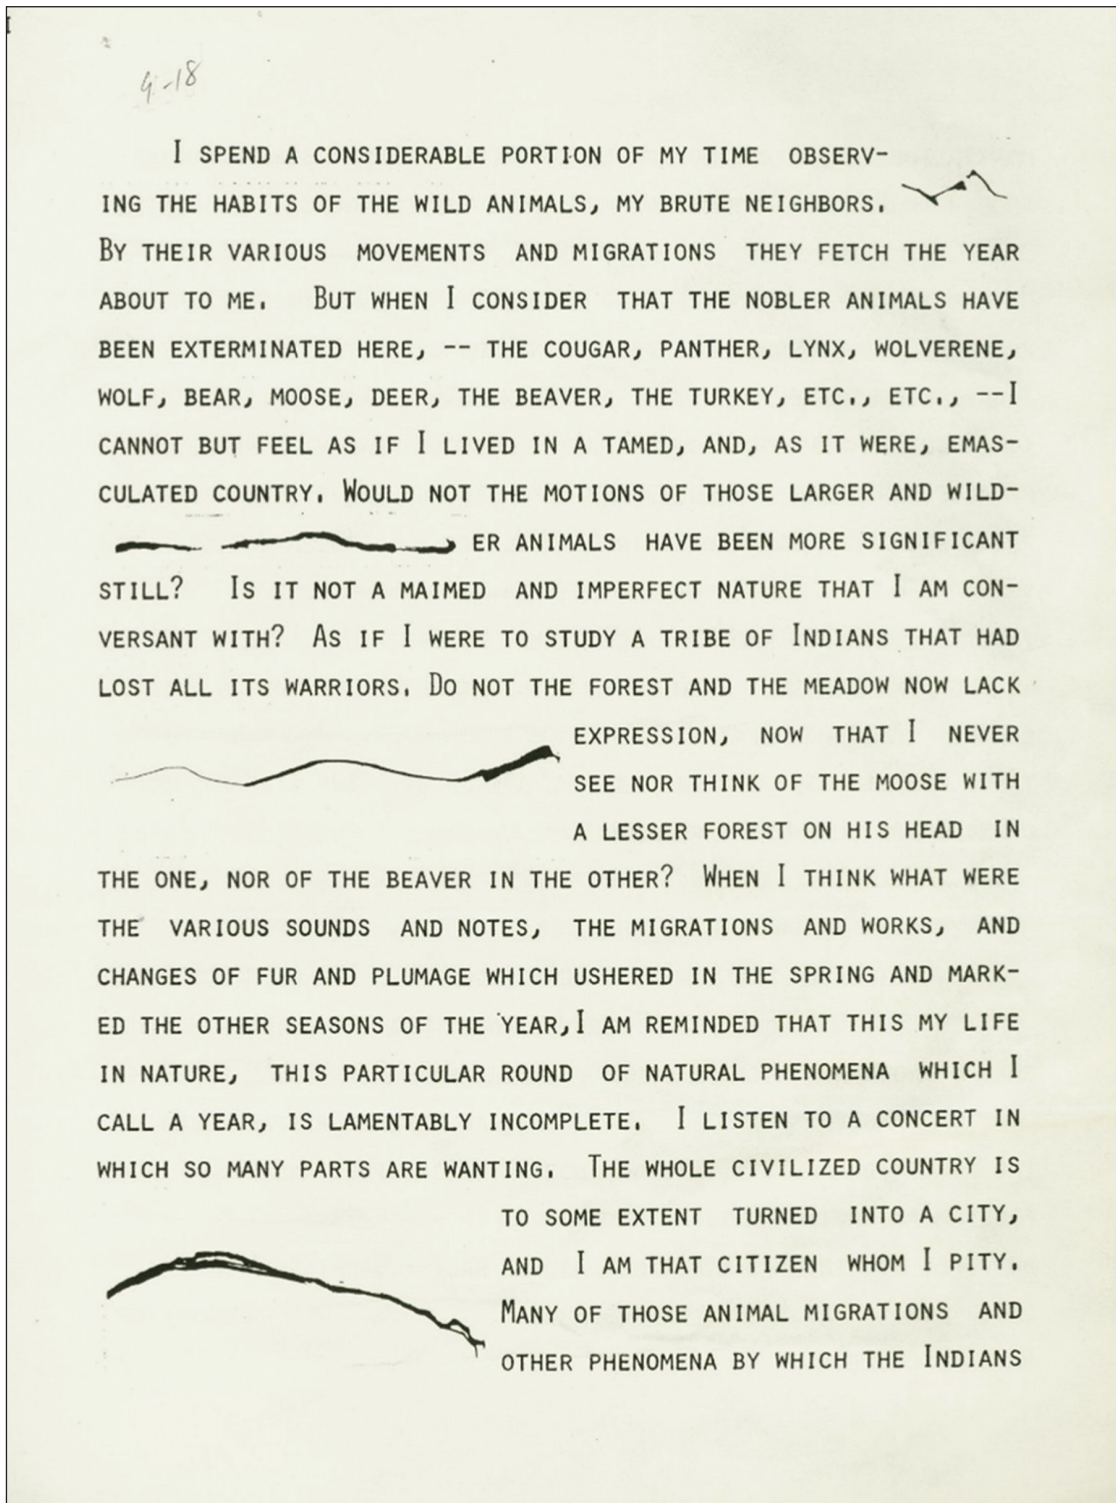 I
4-18
I SPEND A CONSIDERABLE PORTION OF MY TIME OBSERV-
ING THE HABITS OF THE WILD ANIMALS, MY BRUTE NEIGHBORS.
BY THEIR VARIOUS MOVEMENTS AND MIGRATIONS THEY FETCH THE YEAR
ABOUT TO ME. BUT WHEN I CONSIDER THAT THE NOBLER ANIMALS HAVE
BEEN EXTERMINATED HERE, -- THE COUGAR, PANTHER, LYNX, WOLVERENE,
WOLF, BEAR, MOOSE, DEER, THE BEAVER, THE TURKEY, ETC., ETC., --I
CANNOT BUT FEEL AS IF I LIVED IN A TAMED, AND, AS IT WERE, EMAS-
CULATED COUNTRY. WOULD NOT THE MOTIONS OF THOSE LARGER AND WILD-
ER ANIMALS HAVE BEEN MORE SIGNIFICANT
STILL? IS IT NOT A MAIMED AND IMPERFECT NATURE THAT I AM CON-
VERSANT WITH? AS IF I WERE TO STUDY A TRIBE OF INDIANS THAT HAD
LOST ALL ITS WARRIORS. DO NOT THE FOREST AND THE MEADOW NOW LACK
EXPRESSION, NOW THAT I NEVER
SEE NOR THINK OF THE MOOSE WITH
A LESSER FOREST ON HIS HEAD IN
THE ONE, NOR OF THE BEAVER IN THE OTHER? WHEN I THINK WHAT WERE
THE VARIOUS SOUNDS AND NOTES, THE MIGRATIONS AND WORKS, AND
CHANGES OF FUR AND PLUMAGE WHICH USHERED IN THE SPRING AND MARK-
ED THE OTHER SEASONS OF THE YEAR,I AM REMINDED THAT THIS MY LIFE
IN NATURE, THIS PARTICULAR ROUND OF NATURAL PHENOMENA WHICH I
CALL A YEAR, IS LAMENTABLY INCOMPLETE. I LISTEN TO A CONCERT IN
WHICH SO MANY PARTS ARE WANTING. THE WHOLE CIVILIZED COUNTRY IS
TO SOME EXTENT TURNED INTO A CITY,
AND I AM THAT CITIZEN WHOM I PITY.
MANY OF THOSE ANIMAL MIGRATIONS AND
OTHER PHENOMENA BY WHICH THE INDIANS